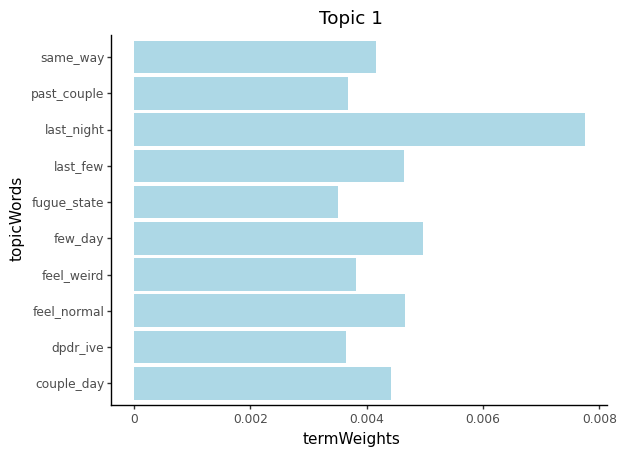 Topic 1
topicWords
same_way
past_couple
last_night
last_few
fugue_state
few_day
feel_weird
feel_normal
dpdr_ive
couple_day
0 0.002 0.004 0.006 0.008
termWeights